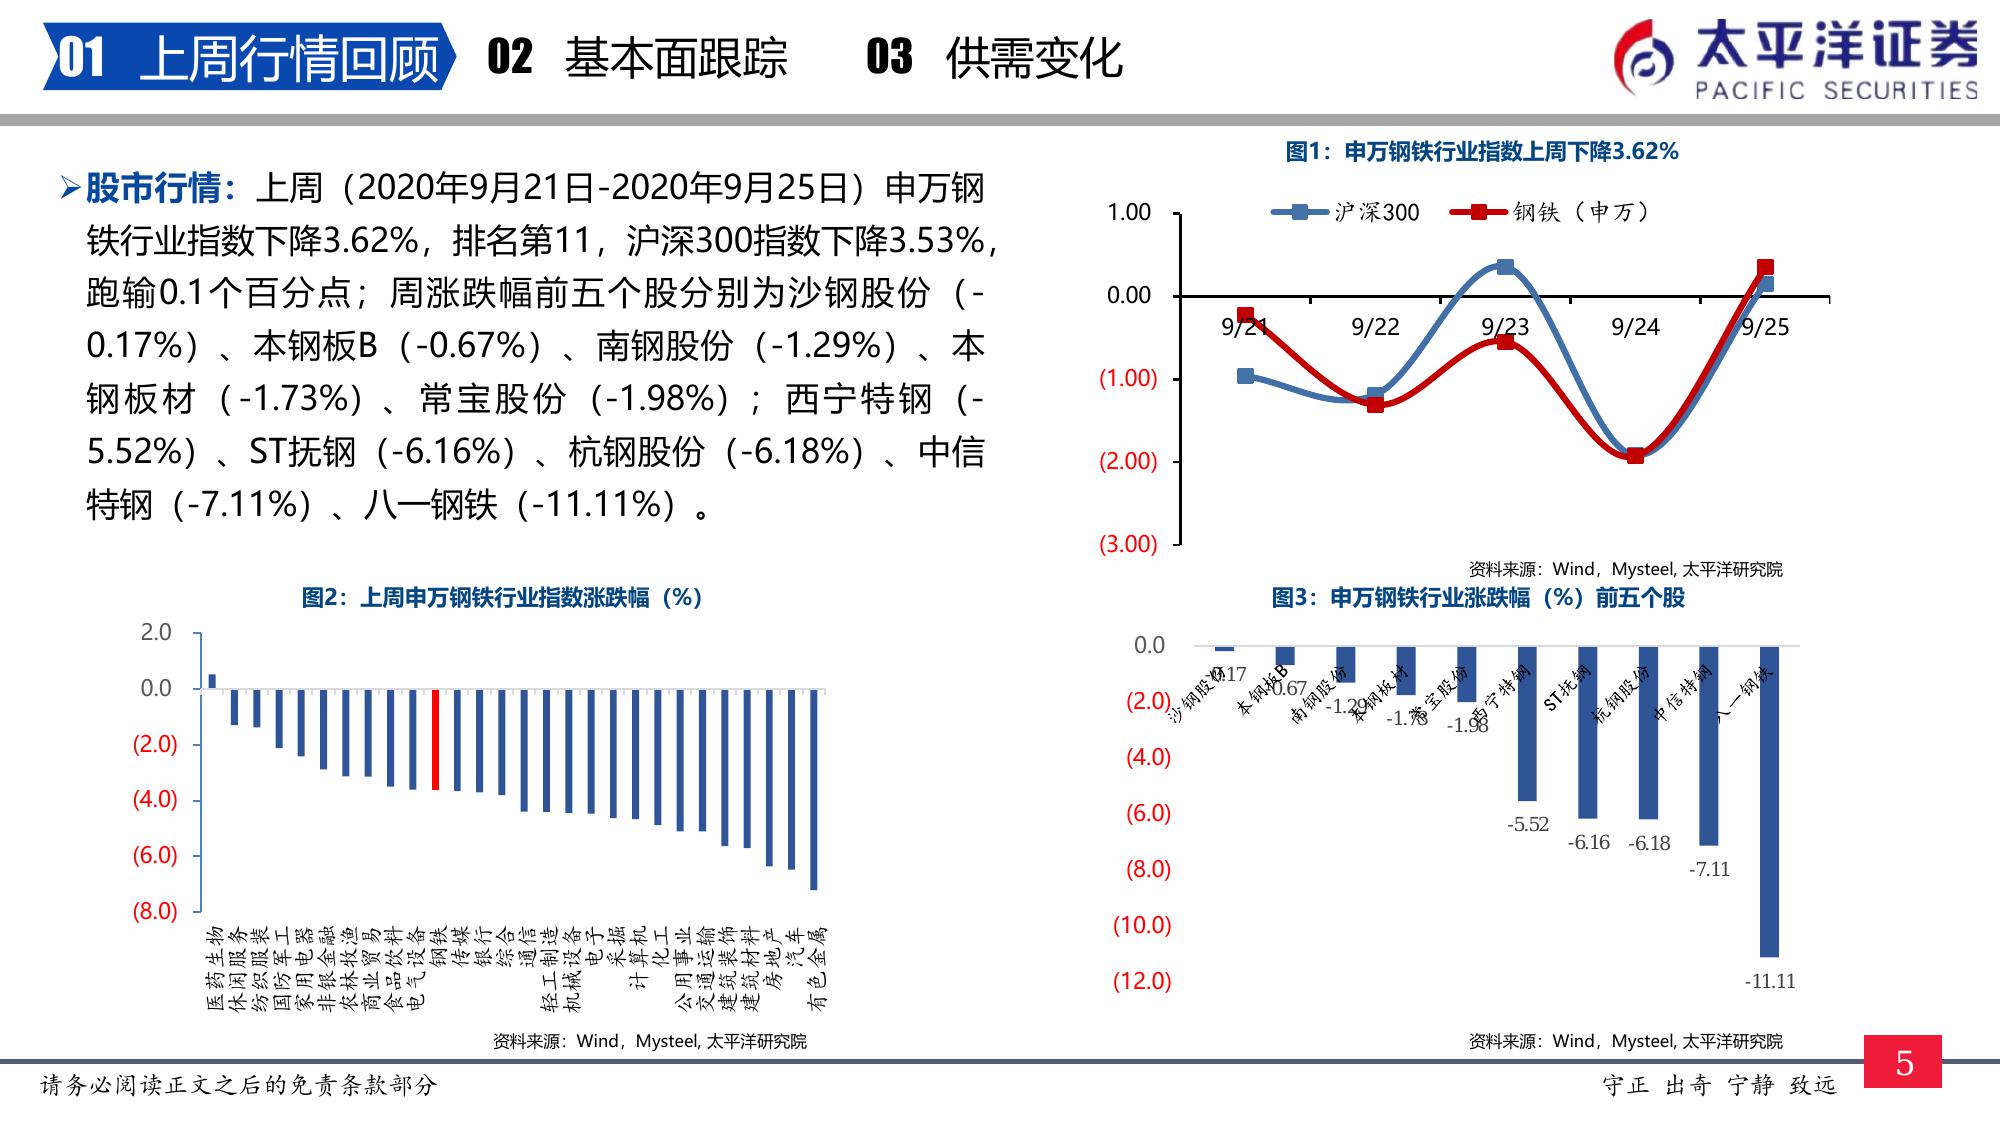 01 上周行情回顾 02 基本面跟踪 03 供需变化
太平洋证券
PACIFIC SECURITIES
➢股市行情：上周（2020年9月21日-2020年9月25日）申万钢
铁行业指数下降3.62%，排名第11，沪深300指数下降3.53%，
跑输0.1个百分点；周涨跌幅前五个股分别为沙钢股份（-
0.17%）、本钢板B（-0.67%）、南钢股份（-1.29%）、本
钢板材（-1.73%）、常宝股份（-1.98%）；西宁特钢（-
5.52%）、ST抚钢（-6.16%）、杭钢股份（-6.18%）、中信
特钢（-7.11%）、八一钢铁（-11.11%）。
图1：申万钢铁行业指数上周下降3.62%
沪深300 钢铁（申万）
1.00
0.00
(1.00)
(2.00)
(3.00)
9/21 9/22 9/23 9/24 9/25
资料来源：Wind，Mysteel, 太平洋研究院
图2：上周申万钢铁行业指数涨跌幅（%）
2.0
0.0
(2.0)
(4.0)
(6.0)
(8.0)
医药生物
休闲服务
纺织服装
国防军工
家用电器
非银金融
农林牧渔
商业贸易
食品饮料
电气设备
钢铁
传媒
银行
综合
通信
轻工制造
机械设备
电子
采掘
计算机
化工
公用事业
交通运输
建筑装饰
建筑材料
房地产
汽车
有色金属
资料来源：Wind，Mysteel, 太平洋研究院
图3：申万钢铁行业涨跌幅（%）前五个股
0.0
(2.0)
(4.0)
(6.0)
(8.0)
(10.0)
(12.0)
沙钢股份
本钢板B
南钢股份
本钢板材
常宝股份
西宁特钢
ST抚钢
杭钢股份
中信特钢
八一钢铁
-0.17
-0.67
-1.29
-1.73
-1.98
-5.52
-6.16
-6.18
-7.11
-11.11
资料来源：Wind，Mysteel, 太平洋研究院
请务必阅读正文之后的免责条款部分
守正 出奇 宁静 致远
5